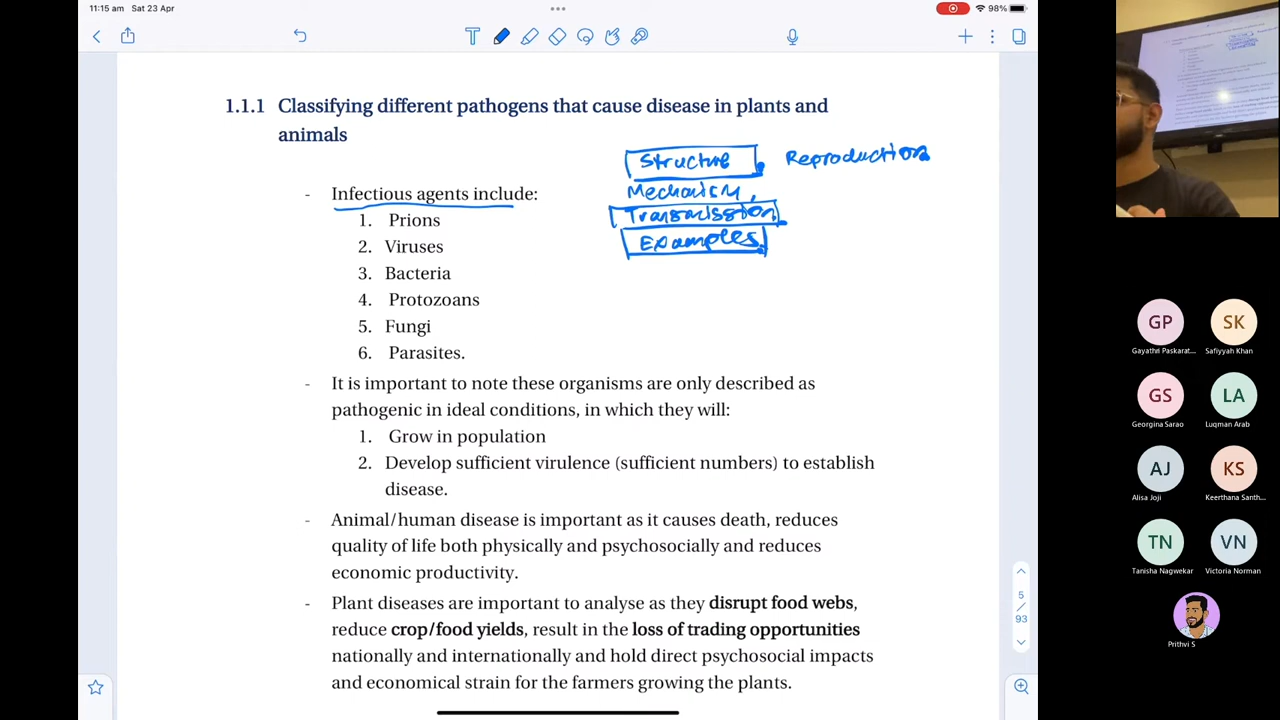 11:15 am Sat 23 Apr
98%
1.1.1 Classifying different pathogens that cause disease in plants and
animals
Structure, Reproduction
- Infectious agents include:
Mechanism,
1. Prions
Transmission,
2. Viruses
Examples,
3. Bacteria
4. Protozoans
5. Fungi
6. Parasites.
- It is important to note these organisms are only described as
pathogenic in ideal conditions, in which they will:
1. Grow in population
2. Develop sufficient virulence (sufficient numbers) to establish
disease.
- Animal/human disease is important as it causes death, reduces
quality of life both physically and psychosocially and reduces
economic productivity.
- Plant diseases are important to analyse as they disrupt food webs,
reduce crop/food yields, result in the loss of trading opportunities
nationally and internationally and hold direct psychosocial impacts
and economical strain for the farmers growing the plants.
5
/
93
GP SK
Gayathri Paskarat... Safiyyah Khan
GS LA
Georgina Sarao Luqman Arab
AJ KS
Alisa Joji Keerthana Santh...
TN VN
Tanisha Nagwekar Victoria Norman
Prithvi S